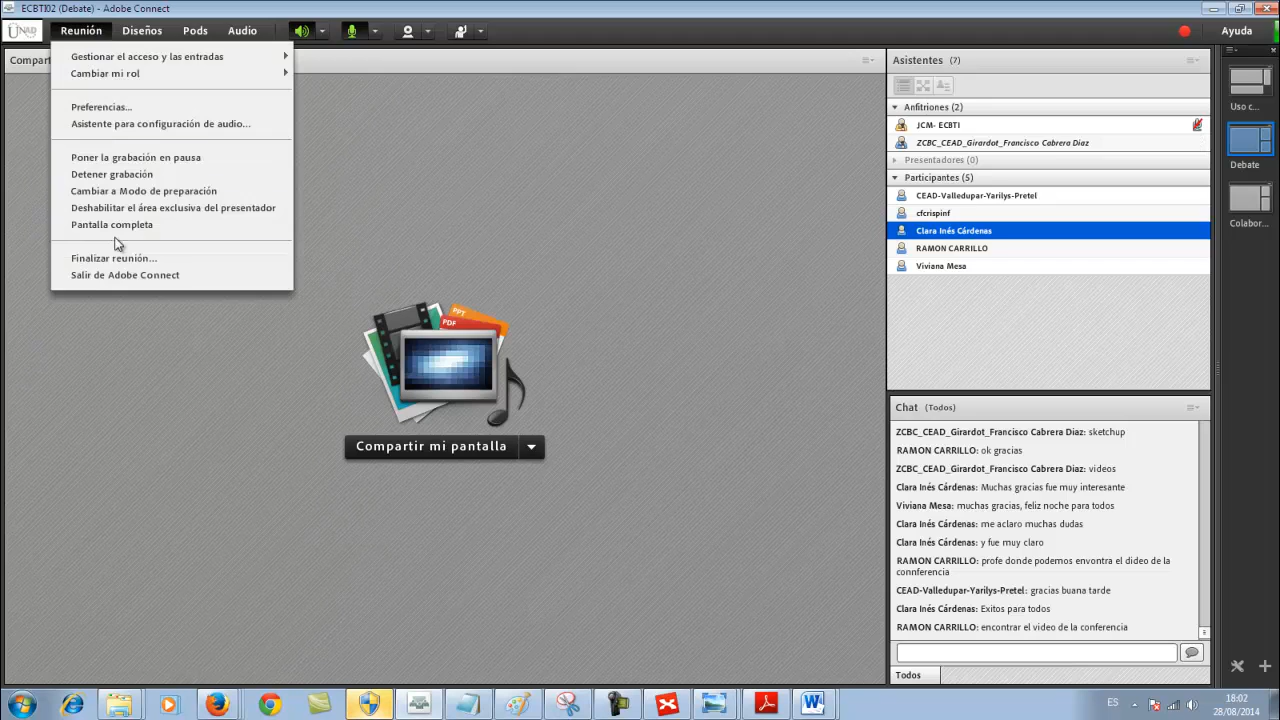 ECBTI02 (Debate) - Adobe Connect
UNAD
Reunión Diseños Pods Audio Ayuda
Gestionar el acceso y las entradas
Cambiar mi rol
Preferencias...
Asistente para configuración de audio...
Poner la grabación en pausa
Detener grabación
Cambiar a Modo de preparación
Deshabilitar el área exclusiva del presentador
Pantalla completa
Finalizar reunión...
Salir de Adobe Connect
Compart
PPT
PDF
Compartir mi pantalla
Asistentes (7)
Anfitriones (2)
JCM- ECBTI
ZCBC_CEAD_Girardot_Francisco Cabrera Diaz
Presentadores (0)
Participantes (5)
CEAD-Valledupar-Yarilys-Pretel
cfcrispinf
Clara Inés Cárdenas
RAMON CARRILLO
Viviana Mesa
Chat (Todos)
ZCBC_CEAD_Girardot_Francisco Cabrera Diaz: sketchup
RAMON CARRILLO: ok gracias
ZCBC_CEAD_Girardot_Francisco Cabrera Diaz: videos
Clara Inés Cárdenas: Muchas gracias fue muy interesante
Viviana Mesa: muchas gracias, feliz noche para todos
Clara Inés Cárdenas: me aclaro muchas dudas
Clara Inés Cárdenas: y fue muy claro
RAMON CARRILLO: profe donde podemos envontra el dideo de la
connferencia
CEAD-Valledupar-Yarilys-Pretel: gracias buana tarde
Clara Inés Cárdenas: Exitos para todos
RAMON CARRILLO: encontrar el video de la conferencia
Todos
Uso c...
Debate
Colabor...
ES
18:02
28/08/2014